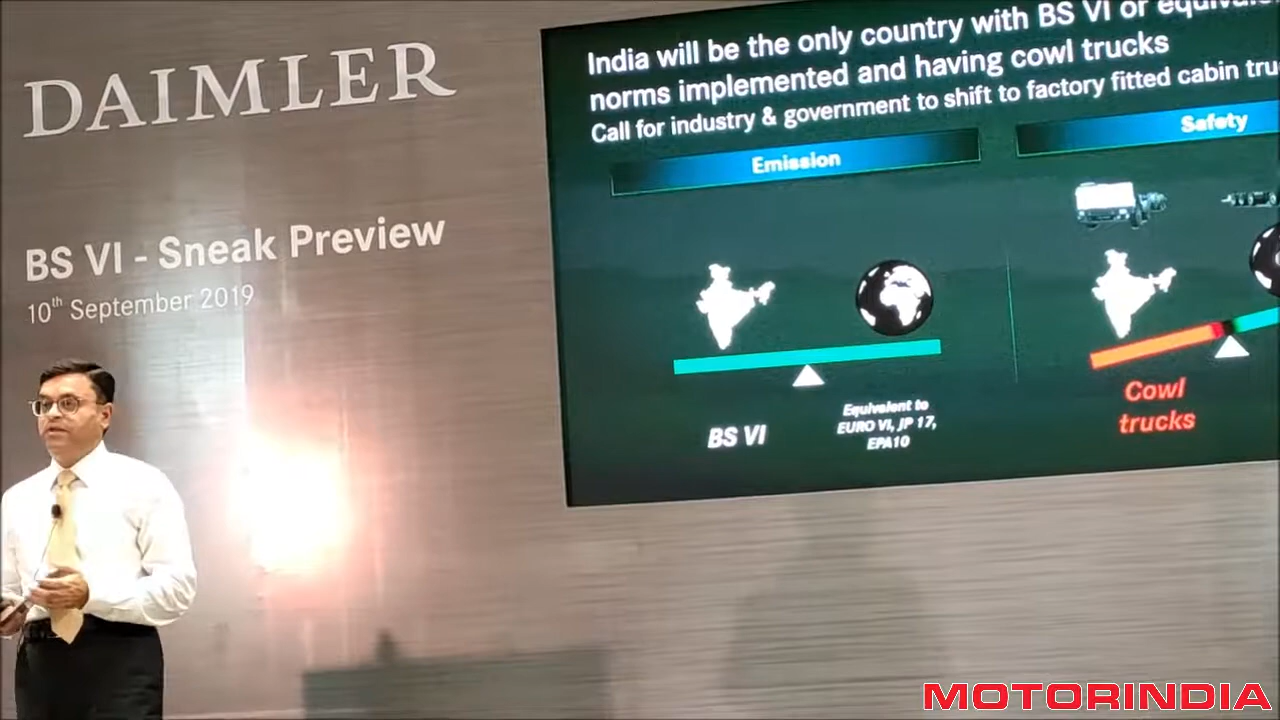 DAIMLER
BS VI - Sneak Preview
10th September 2019
India will be the only country with BS VI or
norms implemented and having cowl trucks
Call for industry & government to shift to factory fitted cabin
Emission
Safety
BS VI
Equivalent to
EURO VI, JP 17,
EPA10
Cowl
trucks
MOTORINDIA